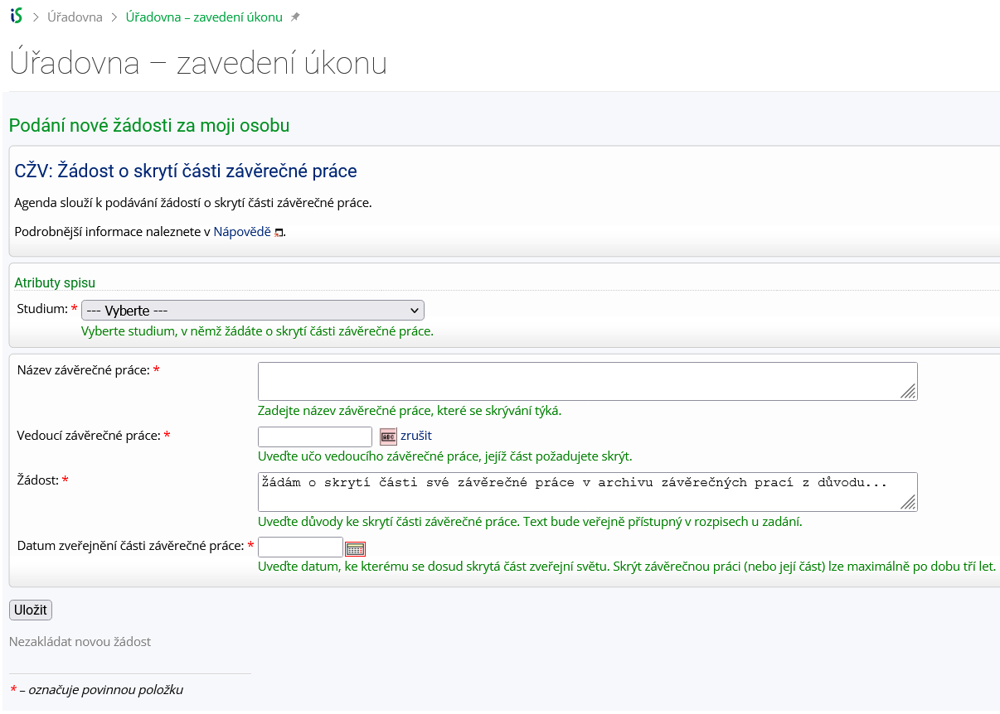 iS > Úřadovna > Úřadovna – zavedení úkonu
Úřadovna – zavedení úkonu
Podání nové žádosti za moji osobu
CŽV: Žádost o skrytí části závěrečné práce
Agenda slouží k podávání žádostí o skrytí části závěrečné práce.
Podrobnější informace naleznete v Nápovědě.
Atributy spisu
Studium: * --- Vyberte ---
Vyberte studium, v němž žádáte o skrytí části závěrečné práce.
Název závěrečné práce: *
Zadejte název závěrečné práce, které se skrývání týká.
Vedoucí závěrečné práce: * ABC zrušit
Uveďte učo vedoucího závěrečné práce, jejíž část požadujete skrýt.
Žádost: * Žádám o skrytí části své závěrečné práce v archivu závěrečných prací z důvodu...
Uveďte důvody ke skrytí části závěrečné práce. Text bude veřejně přístupný v rozpisech u zadání.
Datum zveřejnění části závěrečné práce: *
Uveďte datum, ke kterému se dosud skrytá část zveřejní světu. Skrýt závěrečnou práci (nebo její část) lze maximálně po dobu tří let.
Uložit
Nezakládat novou žádost
* – označuje povinnou položku